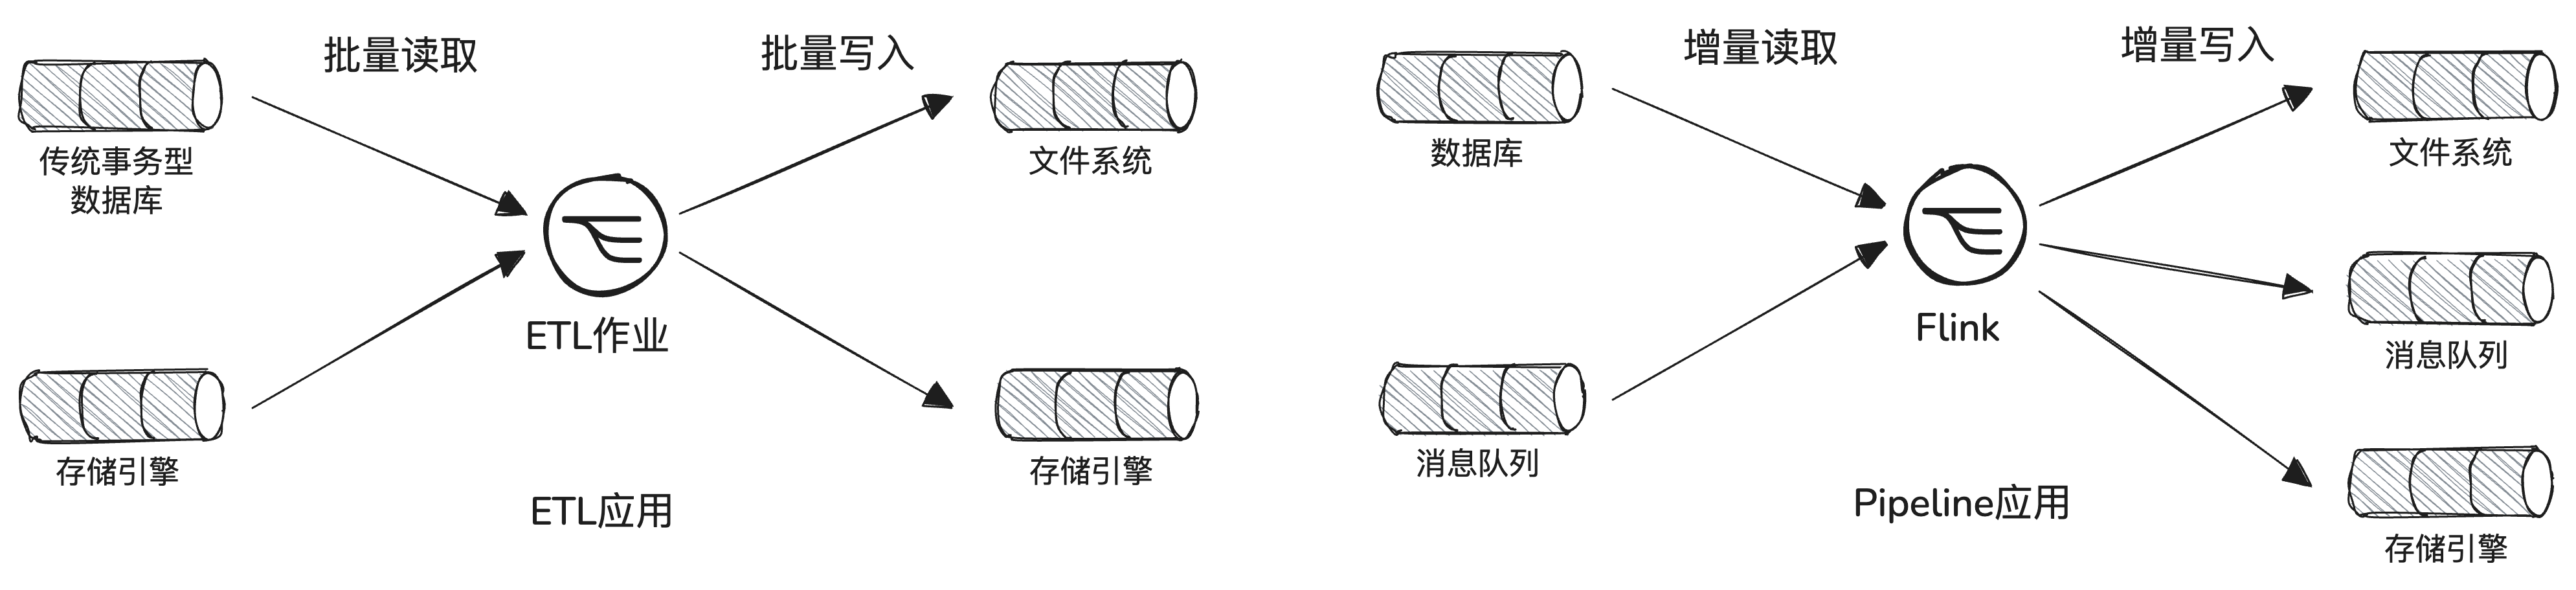 批量读取
批量写入
传统事务型
数据库
文件系统
ETL作业
存储引擎
存储引擎
ETL应用
增量读取
增量写入
数据库
文件系统
Flink
消息队列
消息队列
Pipeline应用
存储引擎